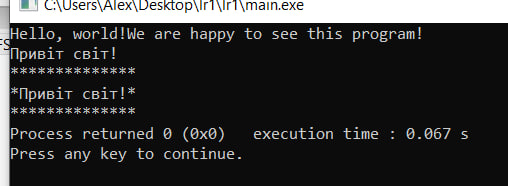 C:\Users\Alex\Desktop\lr1\lr1\main.exe
Hello, world!We are happy to see this program!
Привіт світ!
**************
*Привіт світ!*
**************
Process returned 0 (0x0)   execution time : 0.067 s
Press any key to continue.